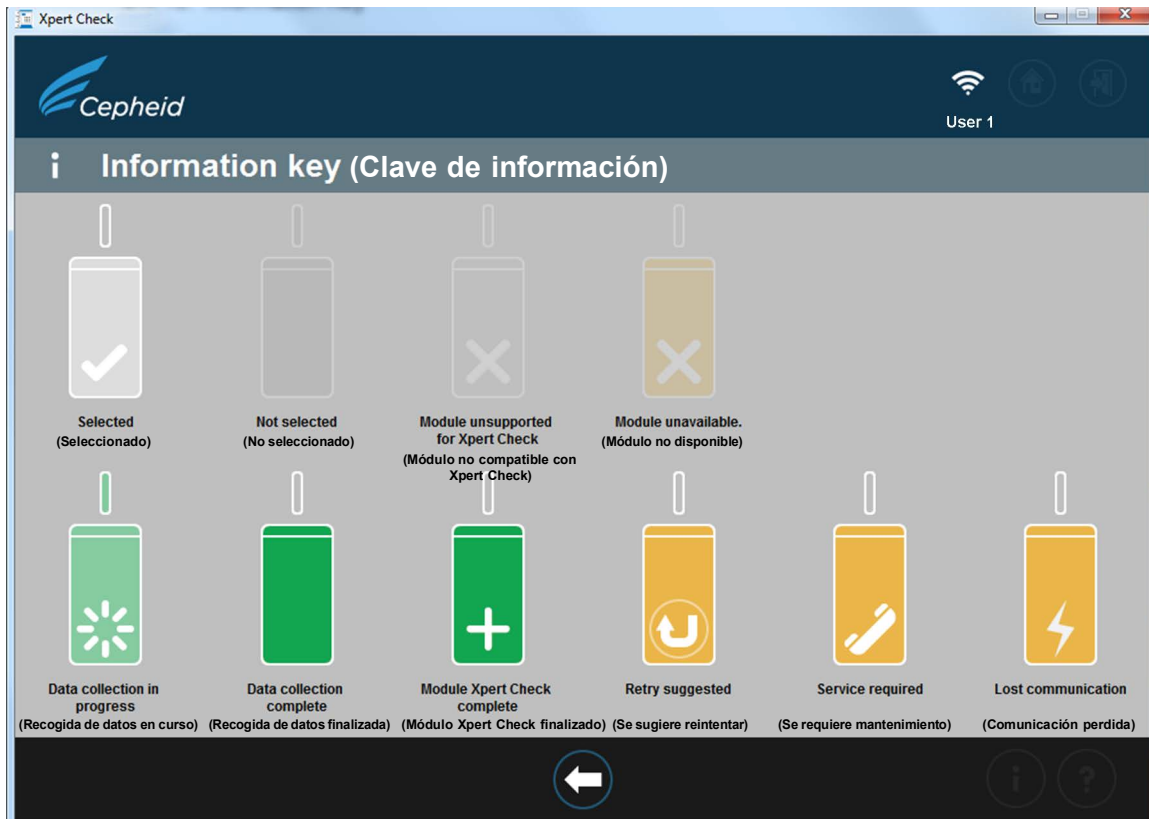 Xpert Check
Cepheid
User 1
i Information key (Clave de información)
Selected
(Seleccionado)
Not selected
(No seleccionado)
Module unsupported
for Xpert Check
(Módulo no compatible con
Xpert Check)
Module unavailable.
(Módulo no disponible)
Data collection in
progress
(Recogida de datos en curso)
Data collection
complete
(Recogida de datos finalizada)
Module Xpert Check
complete
(Módulo Xpert Check finalizado)
Retry suggested
(Se sugiere reintentar)
Service required
(Se requiere mantenimiento)
Lost communication
(Comunicación perdida)
i ?